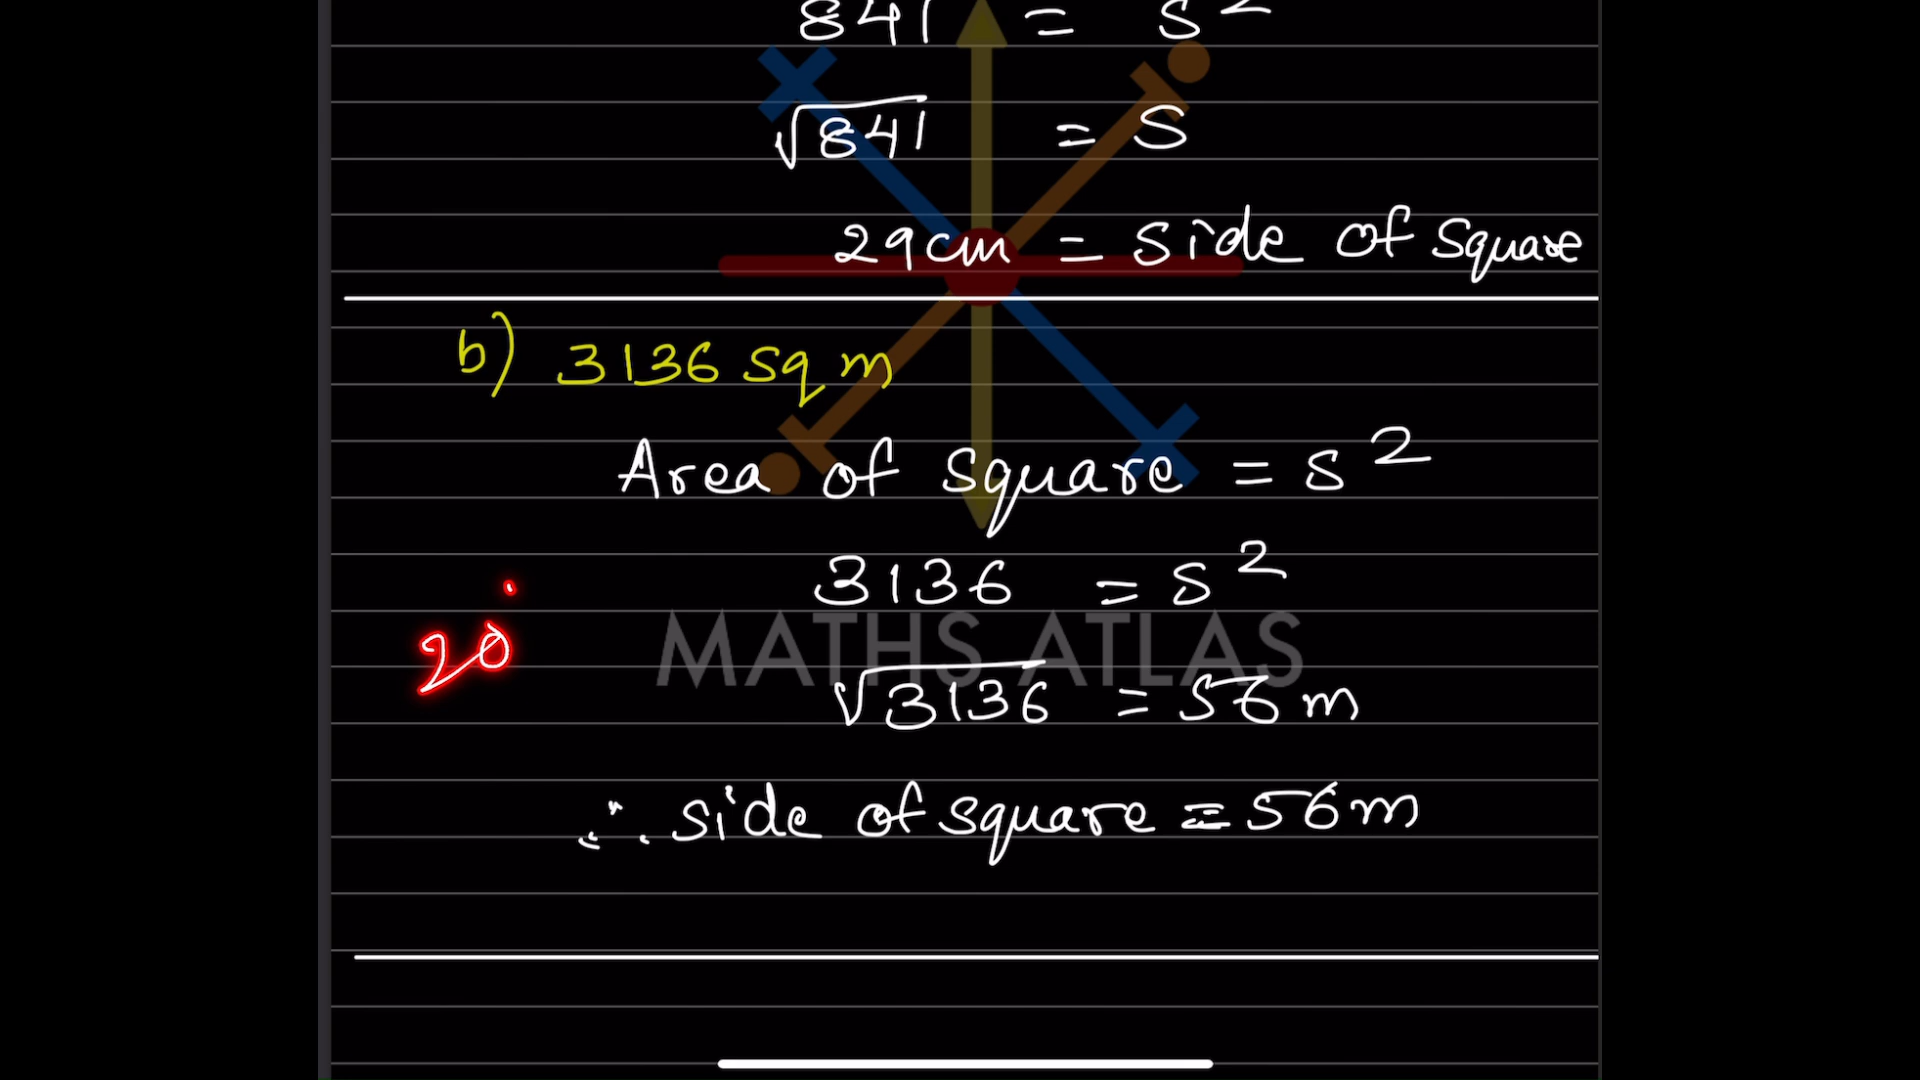 841 = S²
√841 = S
29cm = side of square
b) 3136 sq m
Area of square = s²
3136 = s²
20
MATHS ATLAS
√3136 = 56 m
∴ side of square = 56m